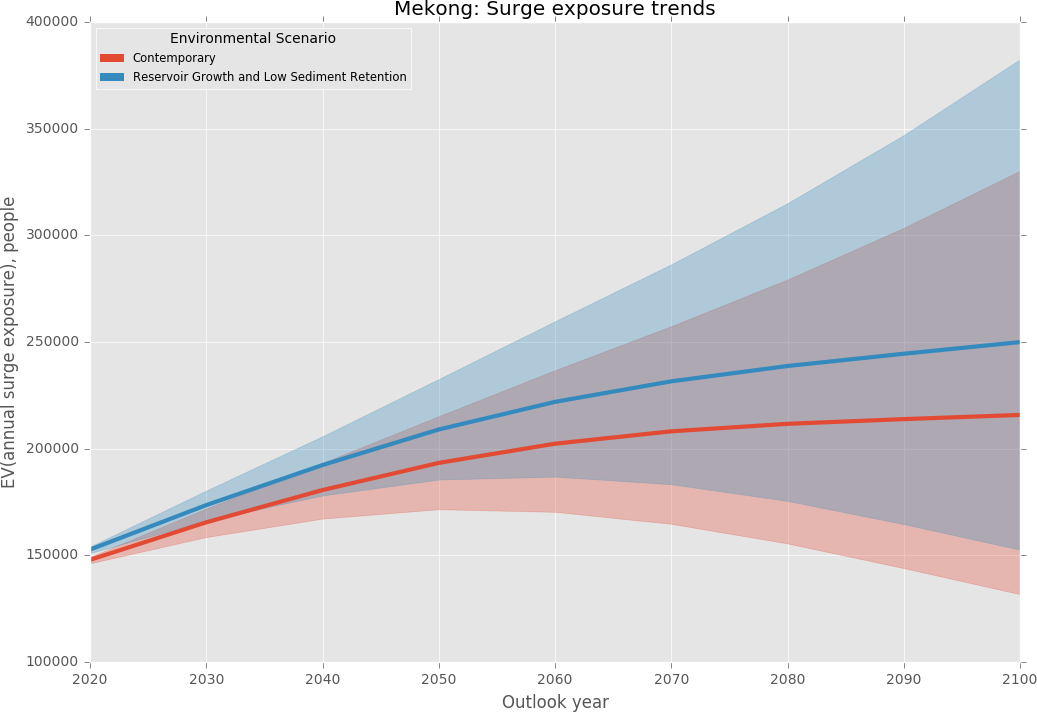 Mekong: Surge exposure trends
Environmental Scenario
Contemporary
Reservoir Growth and Low Sediment Retention
EV(annual surge exposure), people
400000
350000
300000
250000
200000
150000
100000
2020 2030 2040 2050 2060 2070 2080 2090 2100
Outlook year